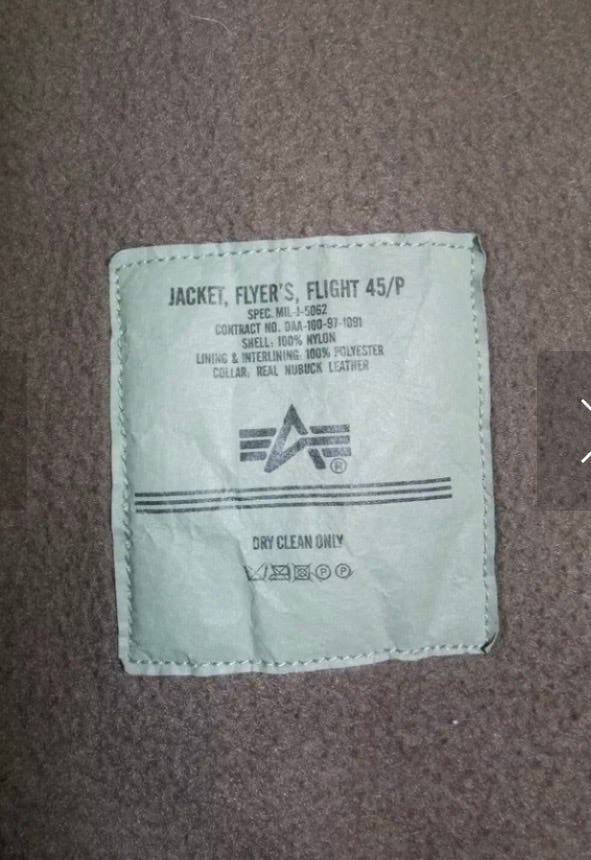 JACKET, FLYER'S, FLIGHT 45/P
SPEC. MIL-J-5062
CONTRACT NO. DAA-100-97-1091
SHELL: 100% NYLON
LINING & INTERLINING: 100% POLYESTER
COLLAR: REAL NUBUCK LEATHER
®
DRY CLEAN ONLY
P P